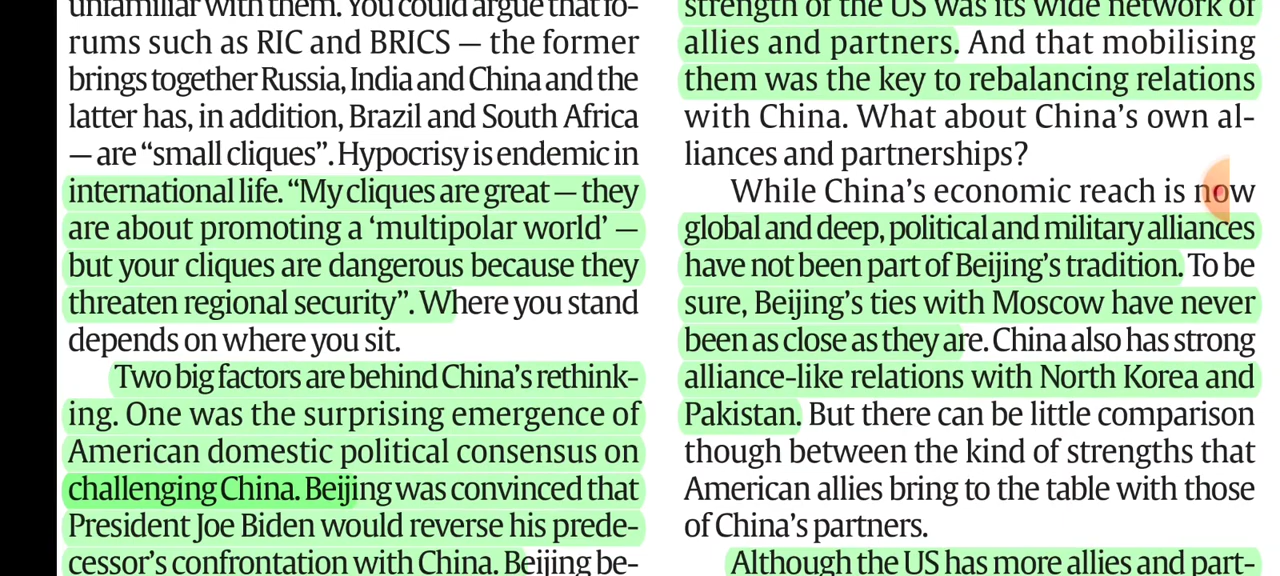 unfamiliar with them. You could argue that fo-
rums such as RIC and BRICS — the former
brings together Russia, India and China and the
latter has, in addition, Brazil and South Africa
— are “small cliques”. Hypocrisy is endemic in
international life. “My cliques are great — they
are about promoting a ‘multipolar world’ —
but your cliques are dangerous because they
threaten regional security”. Where you stand
depends on where you sit.
Two big factors are behind China’s rethink-
ing. One was the surprising emergence of
American domestic political consensus on
challenging China. Beijing was convinced that
President Joe Biden would reverse his prede-
cessor’s confrontation with China. Beijing be-
strength of the US was its wide network of
allies and partners. And that mobilising
them was the key to rebalancing relations
with China. What about China’s own al-
liances and partnerships?
While China’s economic reach is now
global and deep, political and military alliances
have not been part of Beijing’s tradition. To be
sure, Beijing’s ties with Moscow have never
been as close as they are. China also has strong
alliance-like relations with North Korea and
Pakistan. But there can be little comparison
though between the kind of strengths that
American allies bring to the table with those
of China’s partners.
Although the US has more allies and part-